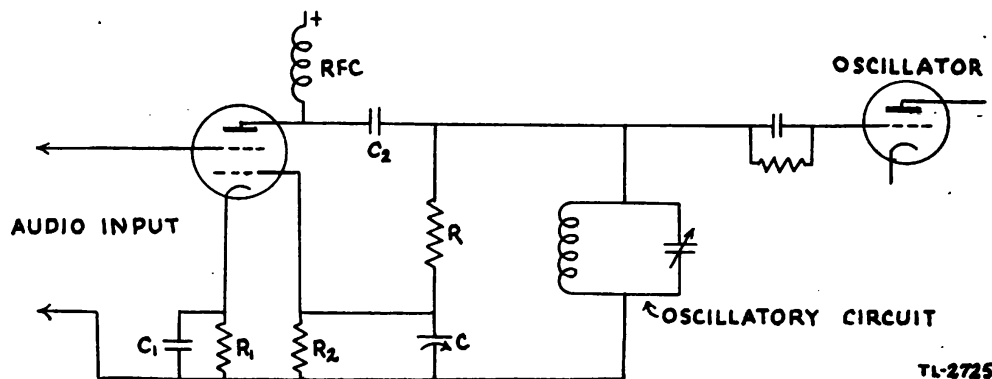 +
RFC
OSCILLATOR
C₂
AUDIO INPUT
R
C₁
R₁
R₂
C
OSCILLATORY CIRCUIT
TL-2725